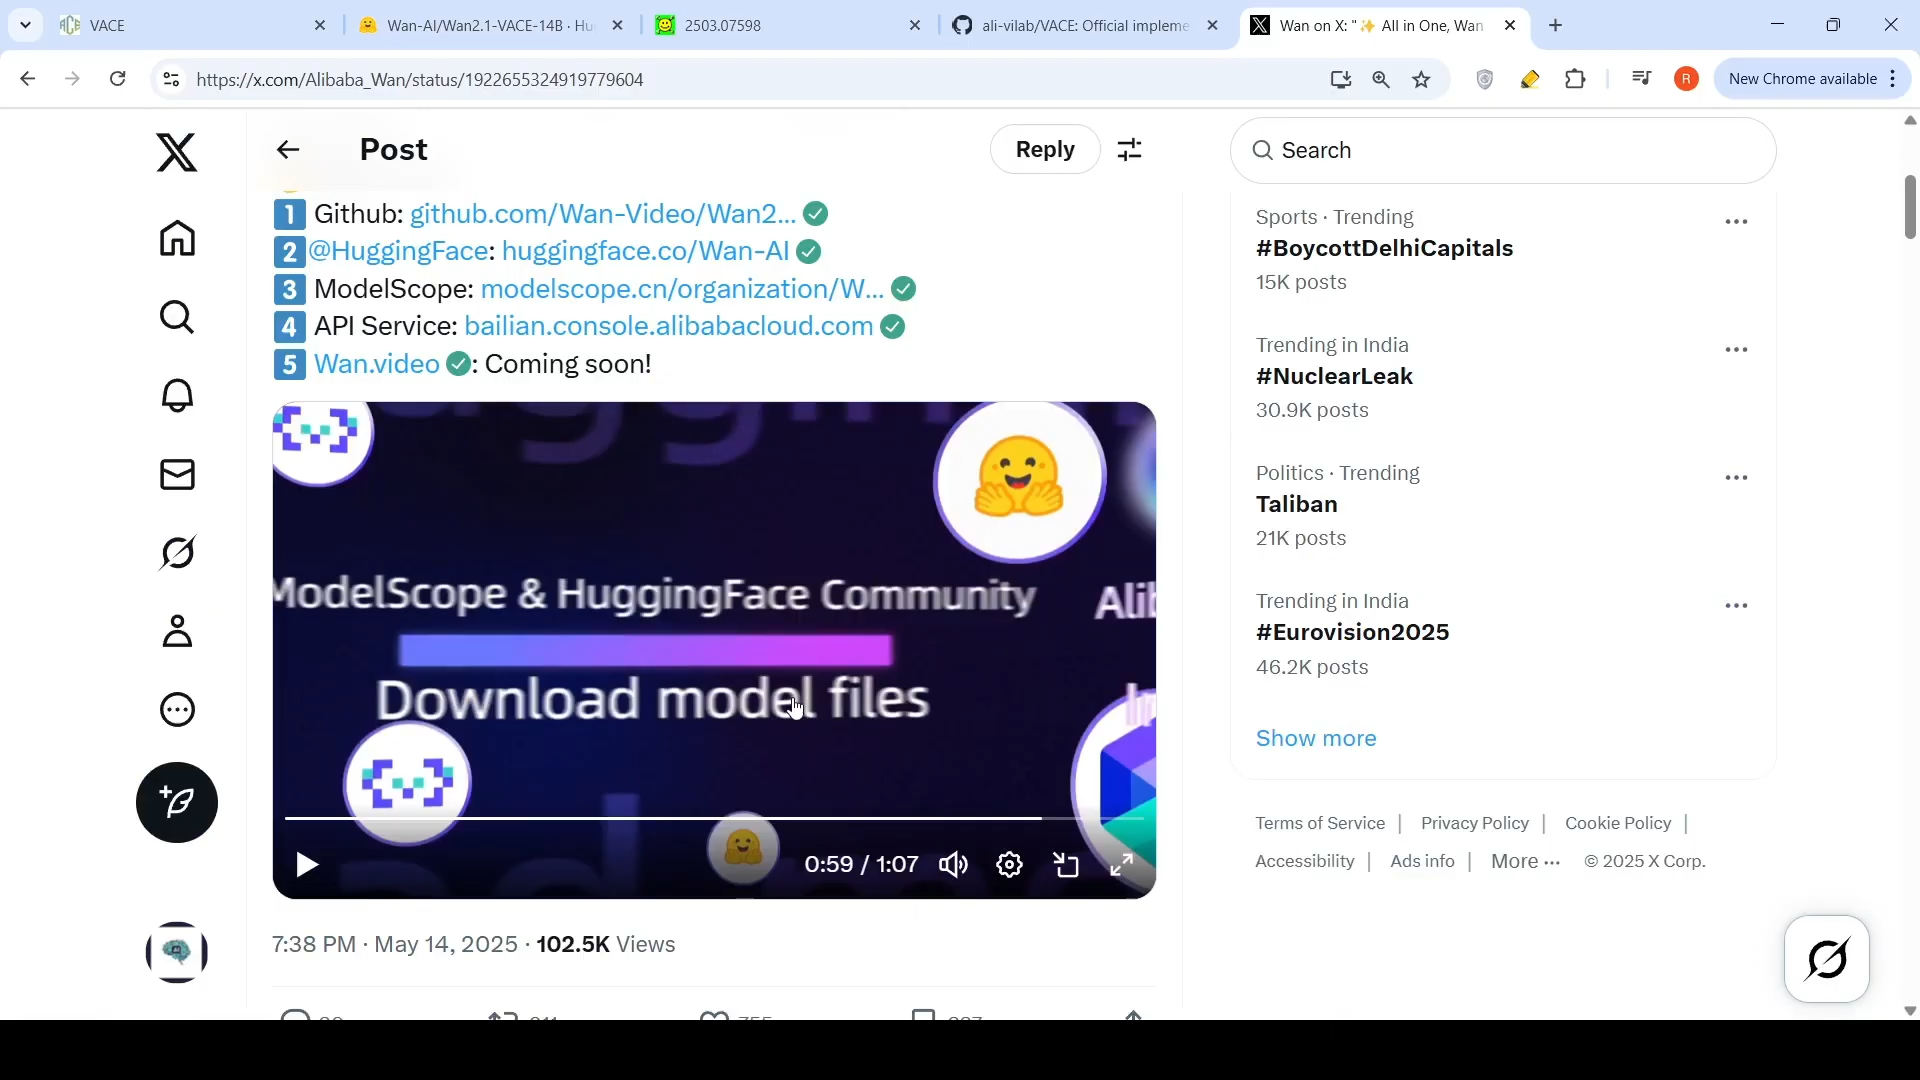 VACE
Wan-AI/Wan2.1-VACE-14B · Hu
2503.07598
ali-vilab/VACE: Official impleme
Wan on X: "✨ All in One, Wan
https://x.com/Alibaba_Wan/status/1922655324919779604
R
New Chrome available
Post
Reply
Search
1 Github: github.com/Wan-Video/Wan2...
2 @HuggingFace: huggingface.co/Wan-AI
3 ModelScope: modelscope.cn/organization/W...
4 API Service: bailian.console.alibabacloud.com
5 Wan.video : Coming soon!
ModelScope & HuggingFace Community
Ali
Download model files
0:59 / 1:07
7:38 PM · May 14, 2025 · 102.5K Views
Sports · Trending
#BoycottDelhiCapitals
15K posts
Trending in India
#NuclearLeak
30.9K posts
Politics · Trending
Taliban
21K posts
Trending in India
#Eurovision2025
46.2K posts
Show more
Terms of Service | Privacy Policy | Cookie Policy |
Accessibility | Ads info | More ··· © 2025 X Corp.